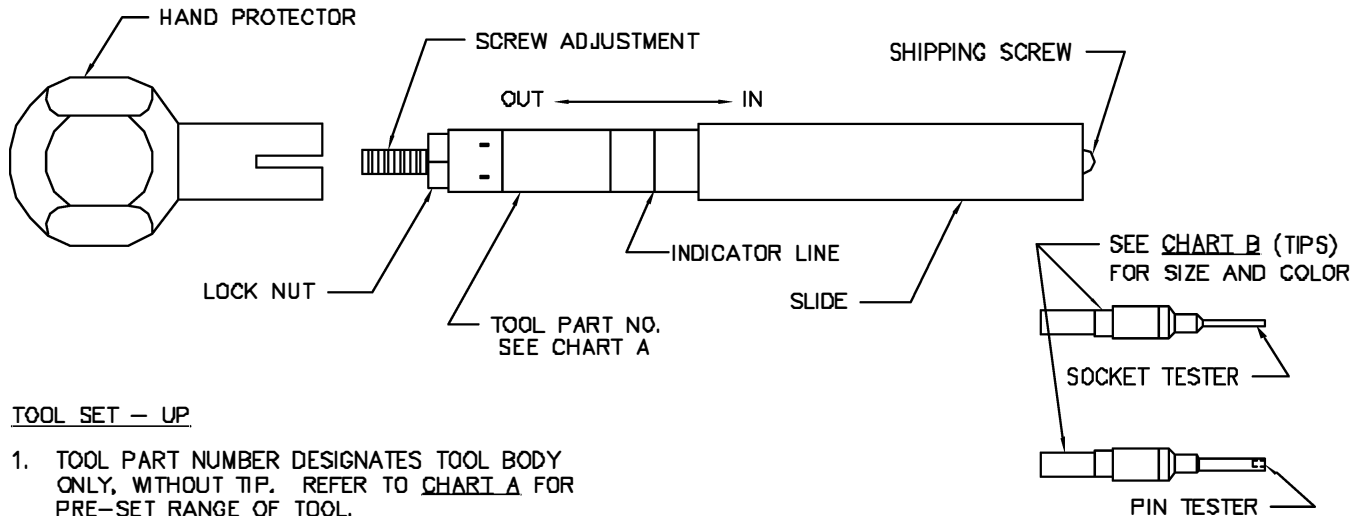 HAND PROTECTOR
SCREW ADJUSTMENT
SHIPPING SCREW
OUT
IN
INDICATOR LINE
LOCK NUT
SLIDE
TOOL PART NO.
SEE CHART A
SEE CHART B (TIPS)
FOR SIZE AND COLOR
SOCKET TESTER
PIN TESTER
TOOL SET - UP
1. TOOL PART NUMBER DESIGNATES TOOL BODY
ONLY, WITHOUT TIP. REFER TO CHART A FOR
PRE-SET RANGE OF TOOL.